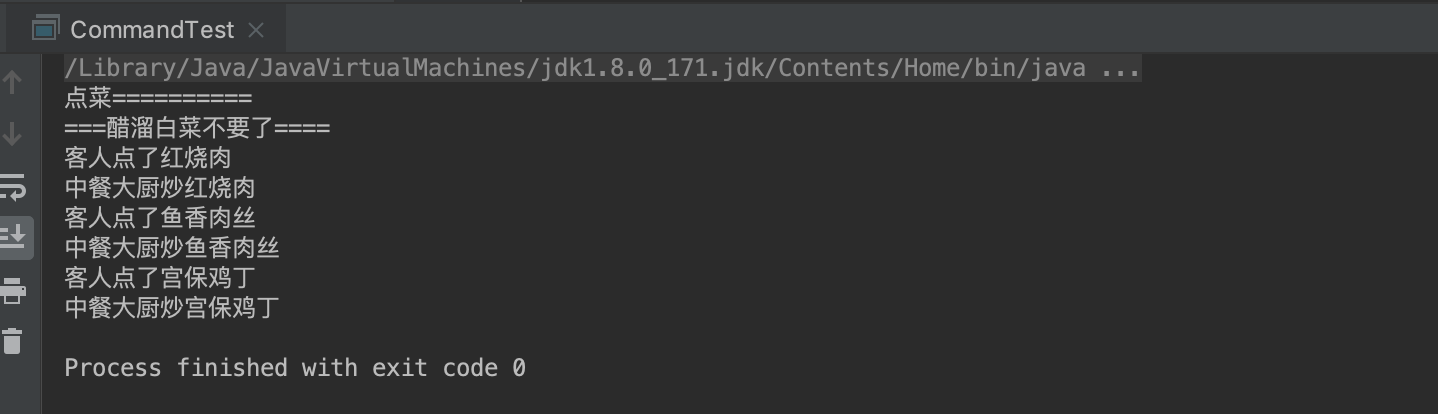 CommandTest
/Library/Java/JavaVirtualMachines/jdk1.8.0_171.jdk/Contents/Home/bin/java ...
点菜==========
===醋溜白菜不要了====
客人点了红烧肉
中餐大厨炒红烧肉
客人点了鱼香肉丝
中餐大厨炒鱼香肉丝
客人点了宫保鸡丁
中餐大厨炒宫保鸡丁
Process finished with exit code 0